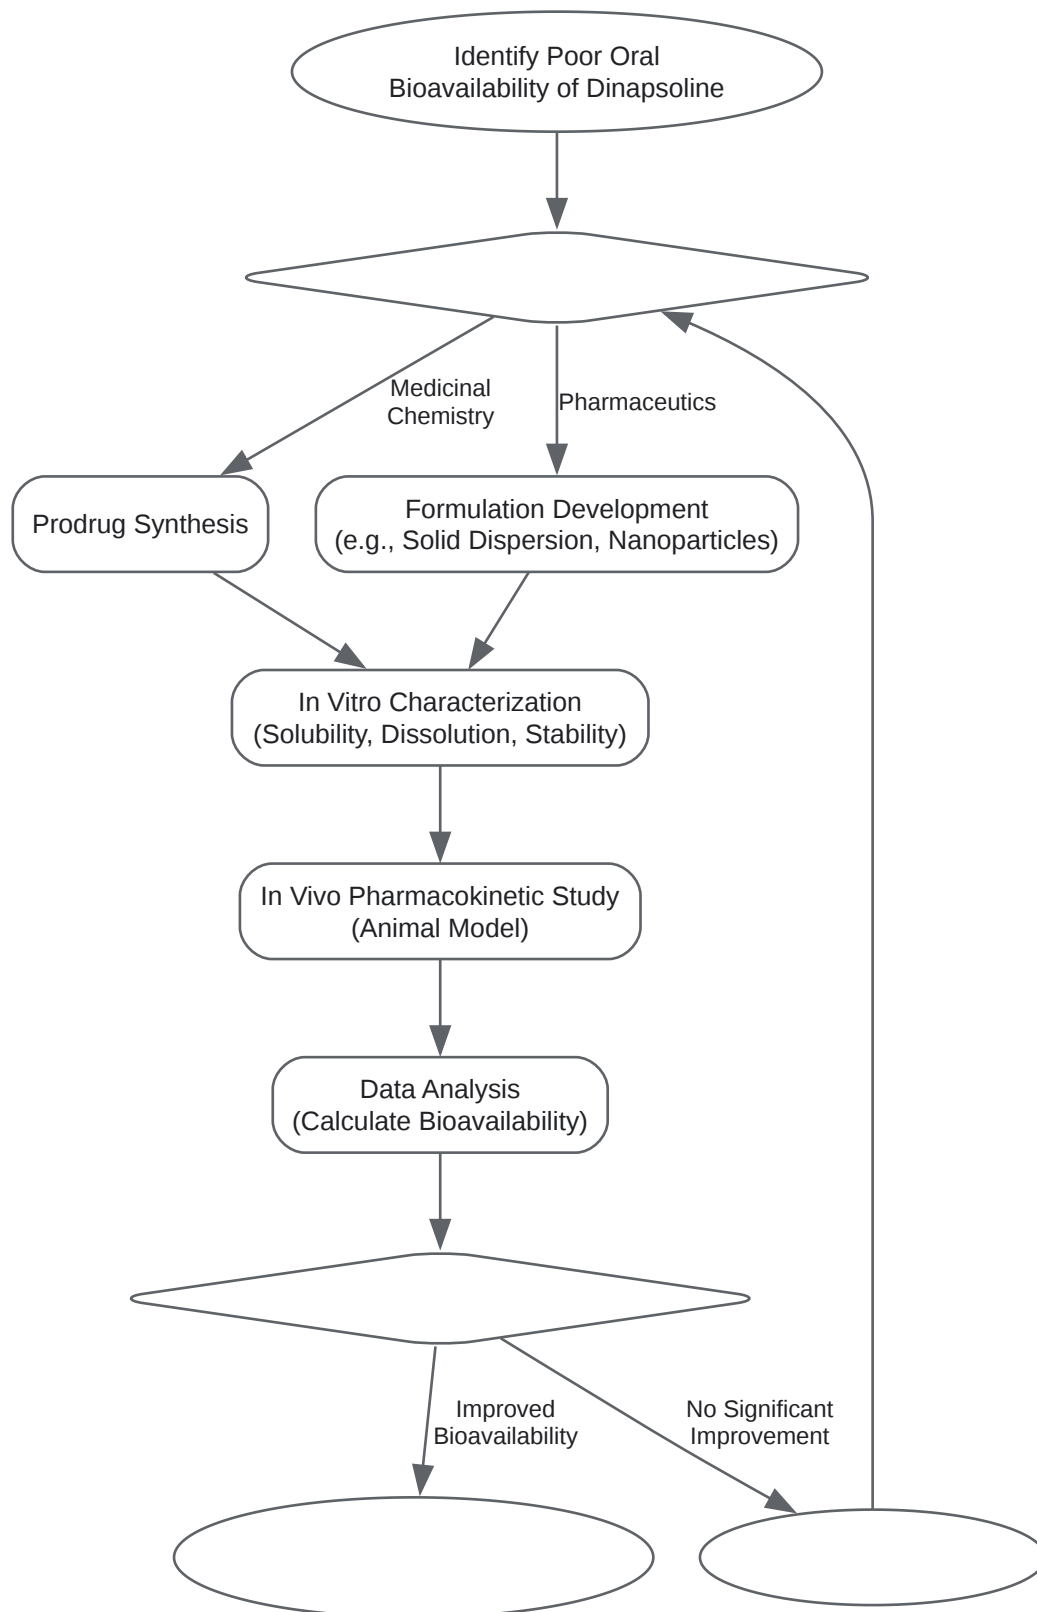 Identify Poor Oral
Bioavailability of Dinapsoline
Medicinal
Chemistry
Pharmaceutics
Prodrug Synthesis
Formulation Development
(e.g., Solid Dispersion, Nanoparticles)
In Vitro Characterization
(Solubility, Dissolution, Stability)
In Vivo Pharmacokinetic Study
(Animal Model)
Data Analysis
(Calculate Bioavailability)
Improved
Bioavailability
No Significant
Improvement